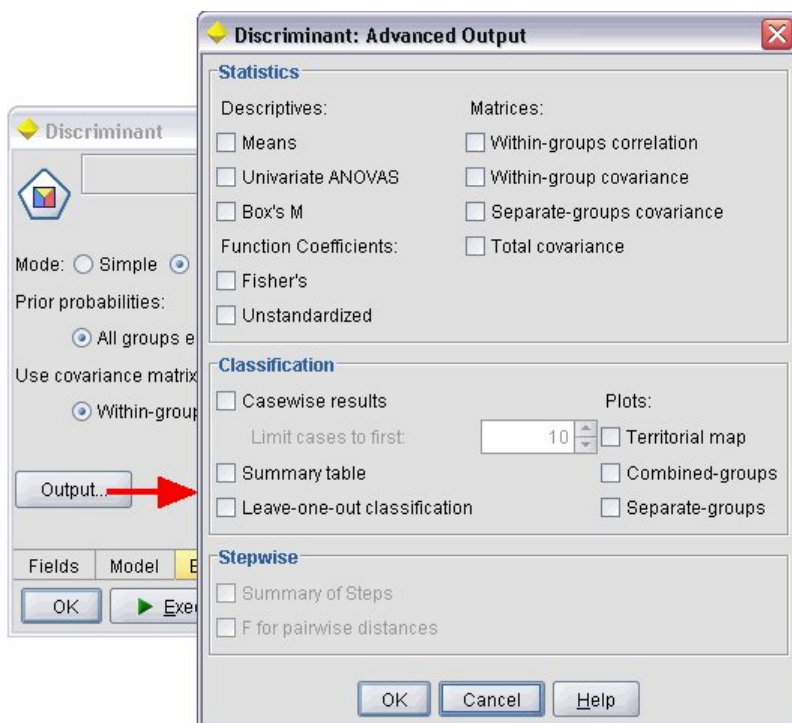 Discriminant: Advanced Output
Statistics
Descriptives:
Means
Univariate ANOVAS
Box's M
Function Coefficients:
Fisher's
Unstandardized
Matrices:
Within-groups correlation
Within-group covariance
Separate-groups covariance
Total covariance
Classification
Casewise results
Limit cases to first: 10
Summary table
Leave-one-out classification
Plots:
Territorial map
Combined-groups
Separate-groups
Stepwise
Summary of Steps
F for pairwise distances
OK Cancel Help
Discriminant
Mode: Simple
Prior probabilities:
All groups e
Use covariance matrix
Within-group
Output...
Fields Model E
OK Exe